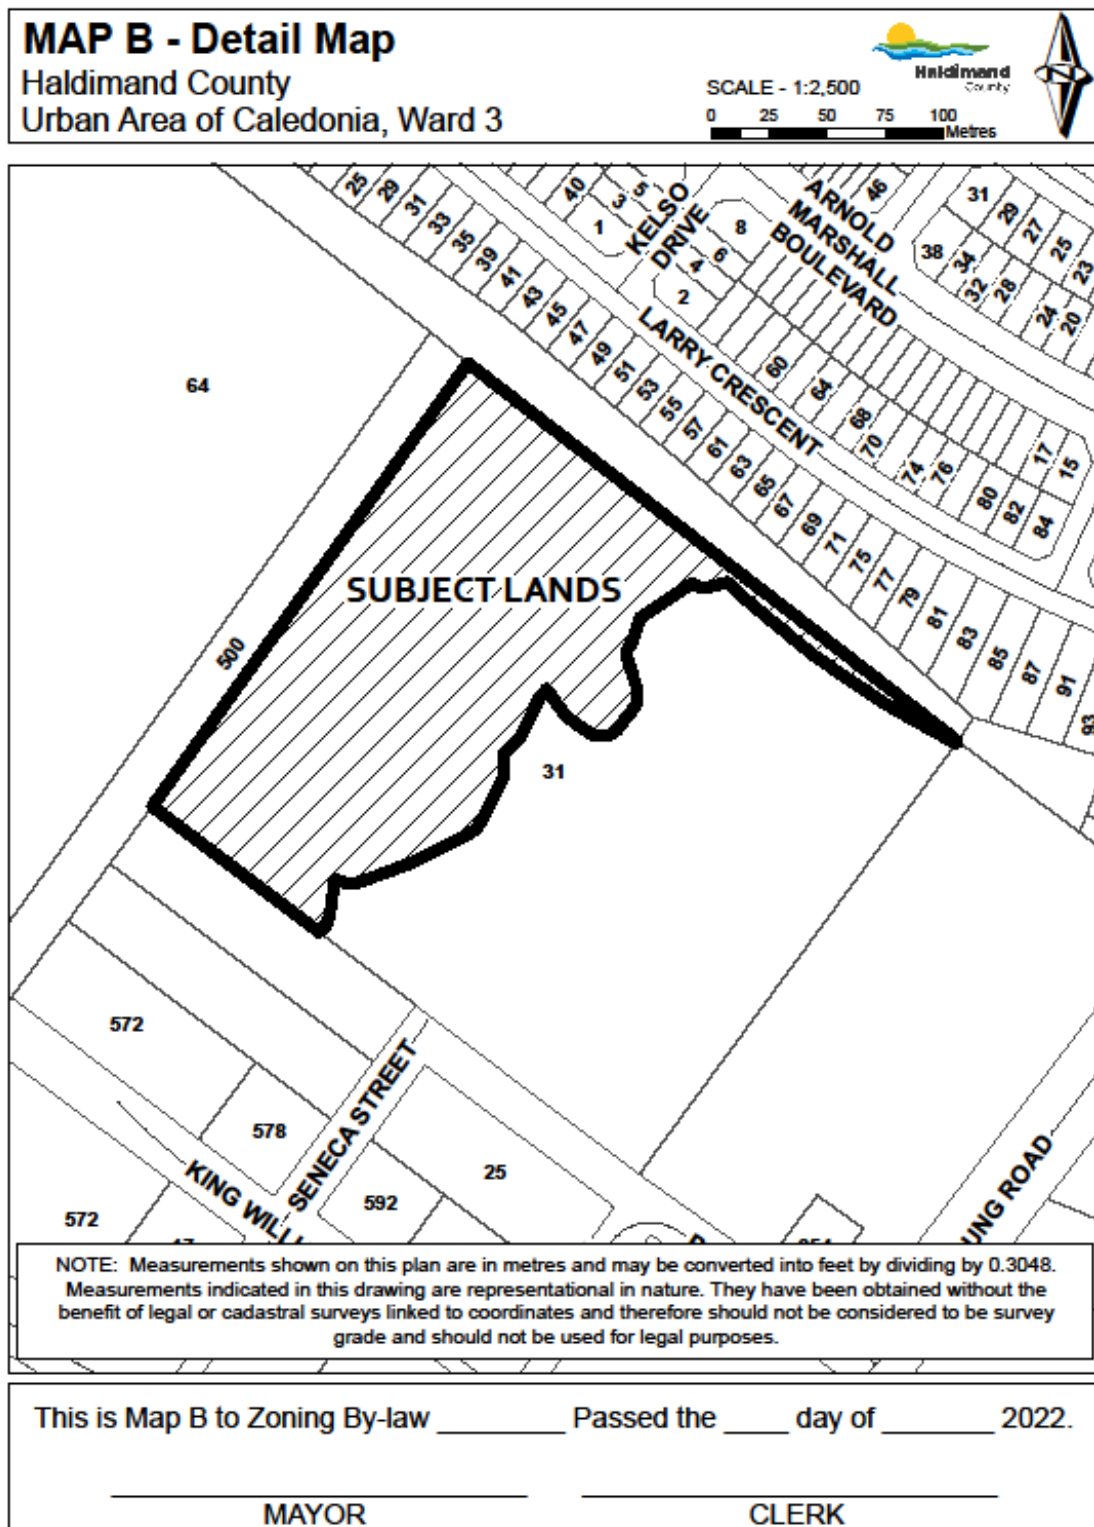 MAP B - Detail Map
Haldimand County
Urban Area of Caledonia, Ward 3
SCALE - 1:2,500
0 25 50 75 100
Metres
Haldimand
County
N
25
29
31
33
35
39
41
43
45
47
49
51
53
55
57
61
63
65
67
69
71
75
77
79
81
83
85
87
91
93
40
3
5
1
KELSO
DRIVE
8
6
4
2
ARNOLD
MARSHALL
BOULEVARD
46
31
29
27
25
23
38
34
32
28
24
20
LARRY CRESCENT
60
64
68
70
74
76
80
82
84
17
15
64
500
SUBJECT LANDS
31
572
578
SENECA STREET
25
592
KING WILLI
572
UNG ROAD
NOTE: Measurements shown on this plan are in metres and may be converted into feet by dividing by 0.3048.
Measurements indicated in this drawing are representational in nature. They have been obtained without the
benefit of legal or cadastral surveys linked to coordinates and therefore should not be considered to be survey
grade and should not be used for legal purposes.
This is Map B to Zoning By-law ________ Passed the ____ day of _______ 2022.
MAYOR
CLERK